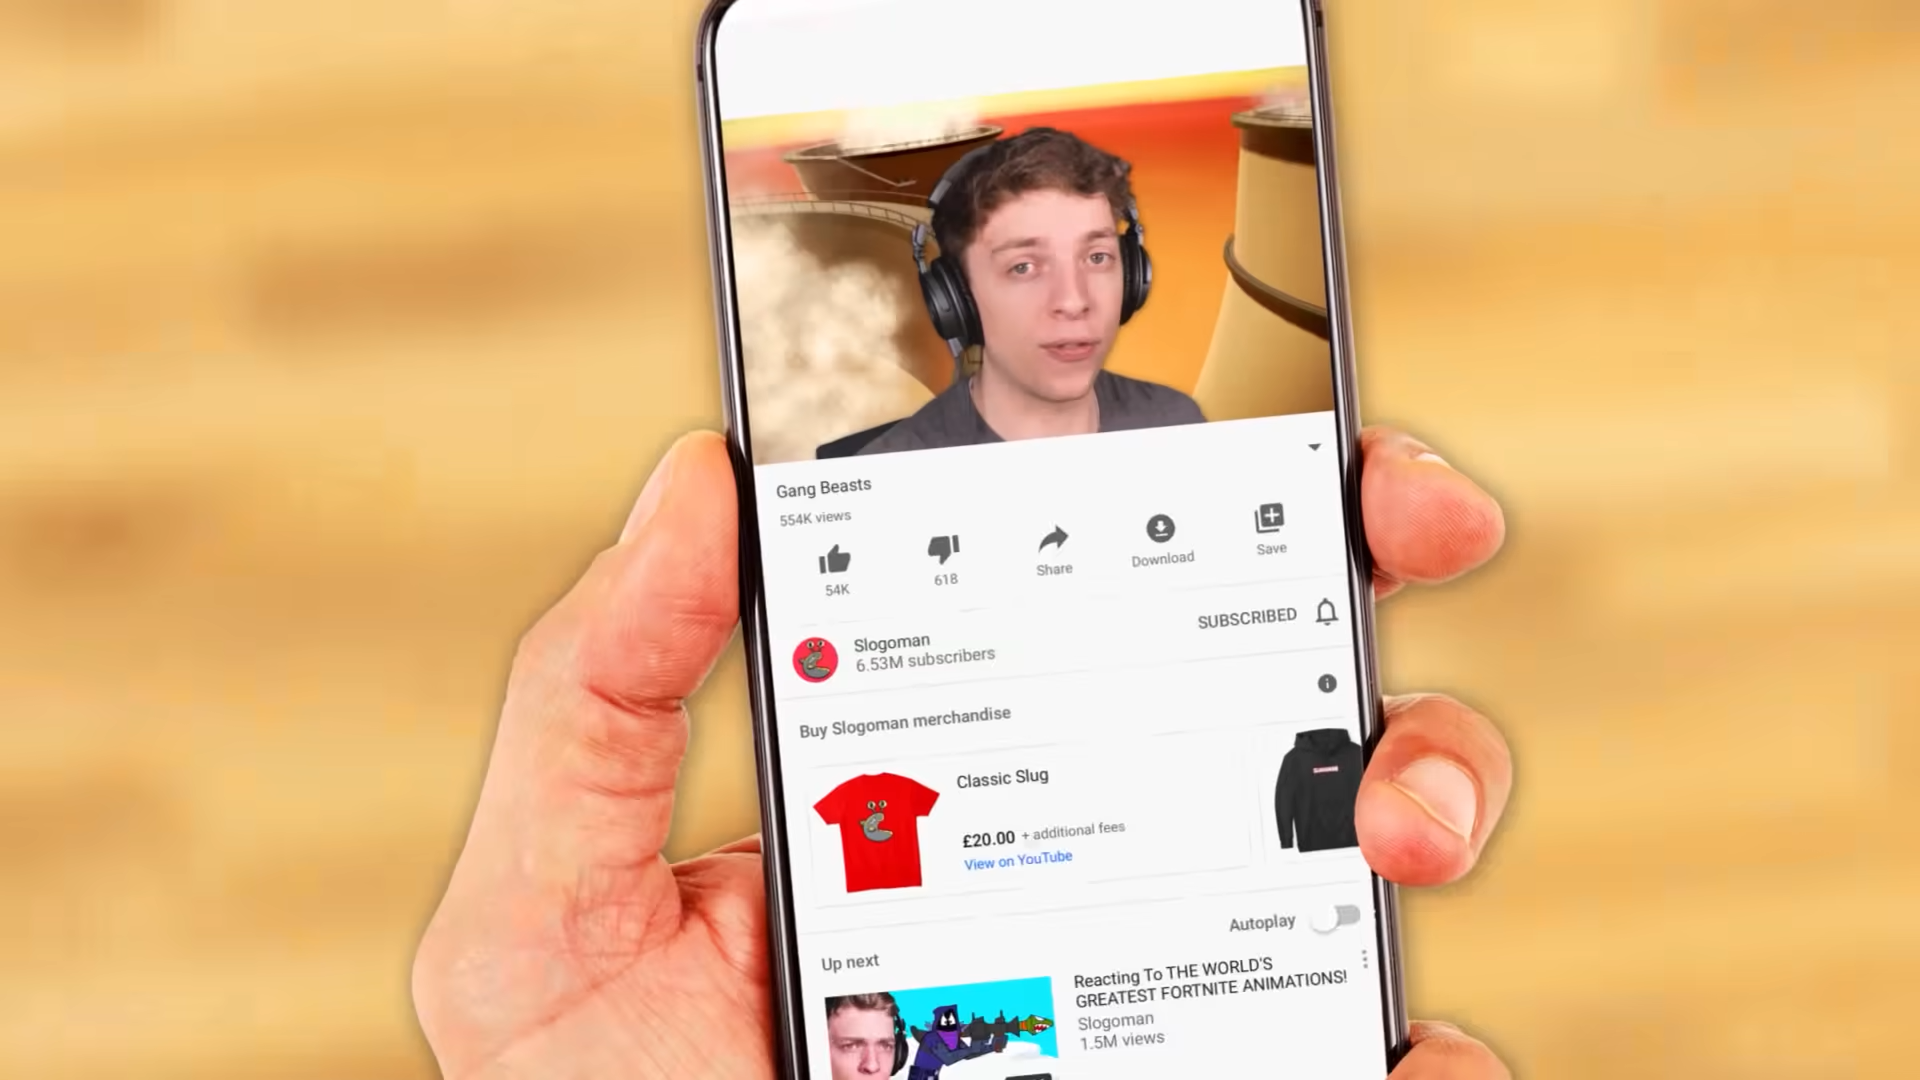 Gang Beasts
554K views
54K
618
Share
Download
Save
Slogoman
6.53M subscribers
SUBSCRIBED
Buy Slogoman merchandise
Classic Slug
£20.00 + additional fees
View on YouTube
Autoplay
Up next
Reacting To THE WORLD'S
GREATEST FORTNITE ANIMATIONS!
Slogoman
1.5M views